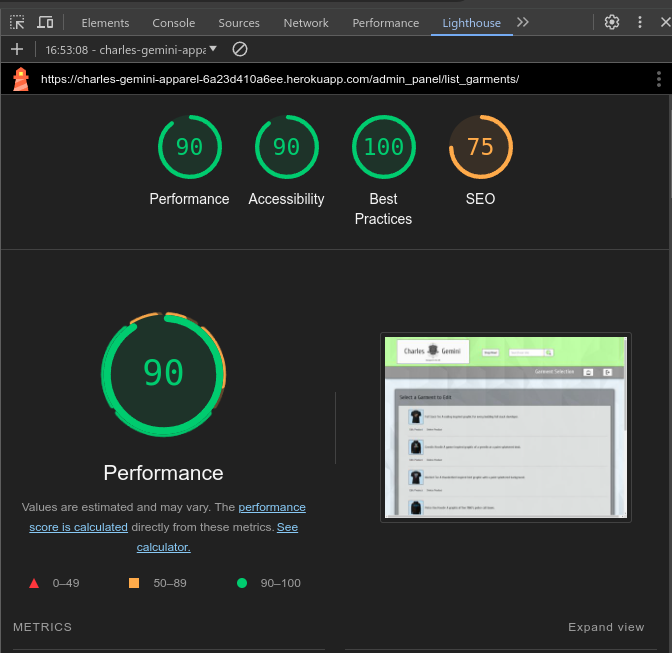 Elements Console Sources Network Performance Lighthouse
16:53:08 - charles-gemini-appa
https://charles-gemini-apparel-6a23d410a6ee.herokuapp.com/admin_panel/list_garments/
90 90 100 75
Performance Accessibility Best Practices SEO
90
Performance
Values are estimated and may vary. The performance
score is calculated directly from these metrics. See
calculator.
0–49 50–89 90–100
Charles Gemini
Garment Selection
Select a Garment to Edit
METRICS Expand view